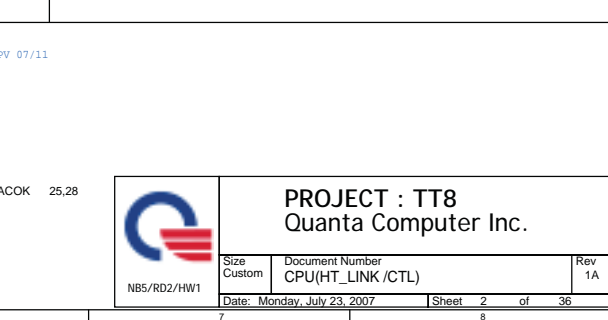 PV 07/11
ACOK 25,28
PROJECT : TT8
Quanta Computer Inc.
Size Document Number Rev
Custom CPU(HT_LINK /CTL) 1A
NB5/RD2/HW1
Date: Monday, July 23, 2007 Sheet 2 of 36
7 8